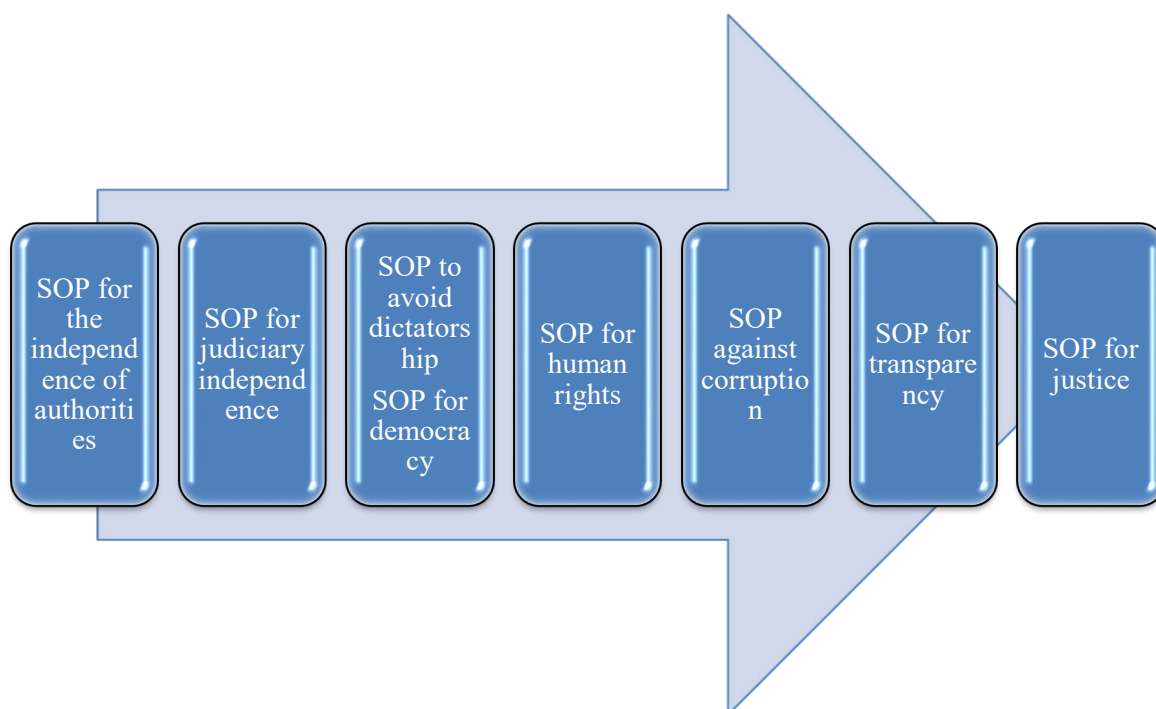 SOP for
the
independ
ence of
authoriti
es
SOP for
judiciary
independ
ence
SOP to
avoid
dictators
hip
SOP for
democra
cy
SOP for
human
rights
SOP
against
corruptio
n
SOP for
transpare
ncy
SOP for
justice